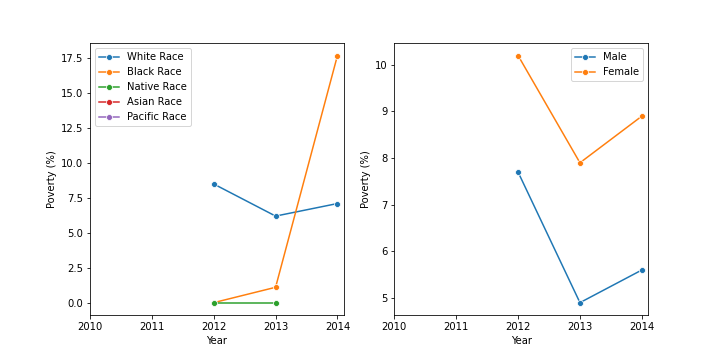 White Race
Black Race
Native Race
Asian Race
Pacific Race
17.5
15.0
12.5
10.0
7.5
5.0
2.5
0.0
Poverty (%)
2010 2011 2012 2013 2014
Year
Male
Female
10
9
8
7
6
5
Poverty (%)
2010 2011 2012 2013 2014
Year